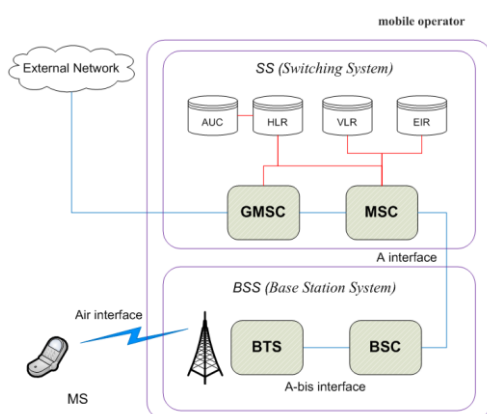 mobile operator
External Network
SS (Switching System)
AUC
HLR
VLR
EIR
GMSC
MSC
A interface
BSS (Base Station System)
Air interface
BTS
BSC
A-bis interface
MS